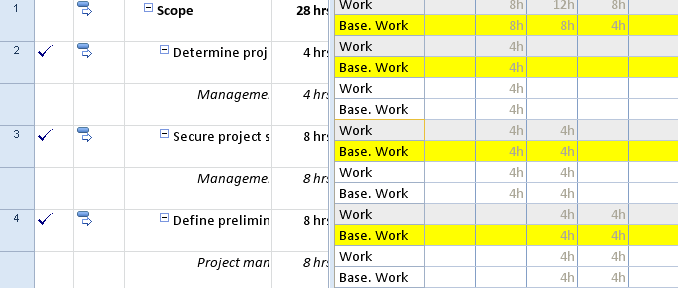 1 Scope 28 hrs Work 8h 12h 8h
Base. Work 8h 8h 4h
2 Determine proj 4 hrs Work 4h
Base. Work 4h
Manageme 4 hrs Work 4h
Base. Work 4h
3 Secure project s 8 hrs Work 4h 4h
Base. Work 4h 4h
Manageme 8 hrs Work 4h 4h
Base. Work 4h 4h
4 Define prelimin 8 hrs Work 4h 4h
Base. Work 4h 4h
Project man 8 hrs Work 4h 4h
Base. Work 4h 4h